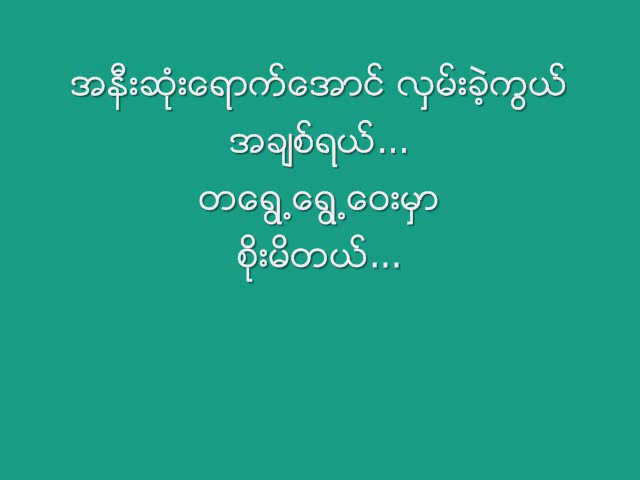 အနီးဆုံးရောက်အောင် လှမ်းခဲ့ကွယ်
အချစ်ရယ်...
တရွေ့ရွေ့ဝေးမှာ
စိုးမိတယ်...